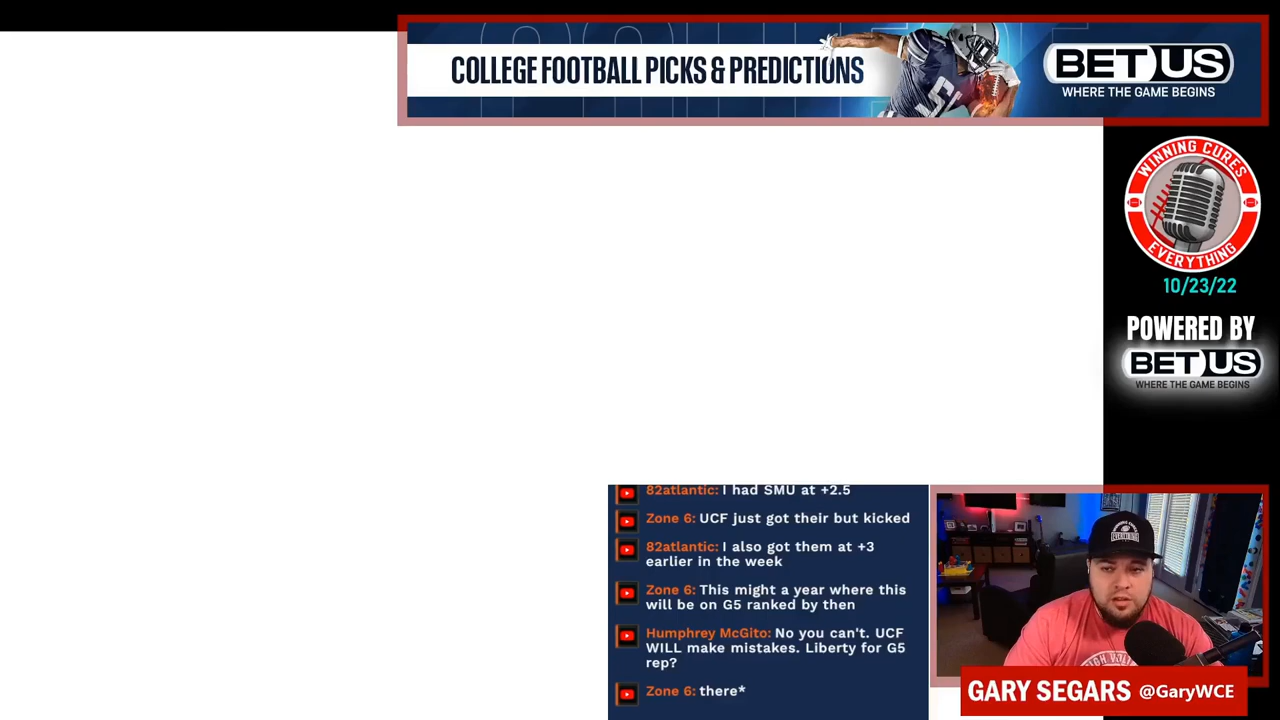 COLLEGE FOOTBALL PICKS & PREDICTIONS
BETUS
WHERE THE GAME BEGINS
WINNING CURES
EVERYTHING
10/23/22
POWERED BY
BETUS
WHERE THE GAME BEGINS
82atlantic: I had SMU at +2.5
Zone 6: UCF just got their but kicked
82atlantic: I also got them at +3
earlier in the week
Zone 6: This might a year where this
will be on G5 ranked by then
Humphrey McGito: No you can't. UCF
WILL make mistakes. Liberty for G5
rep?
Zone 6: there*
GARY SEGARS @GaryWCE